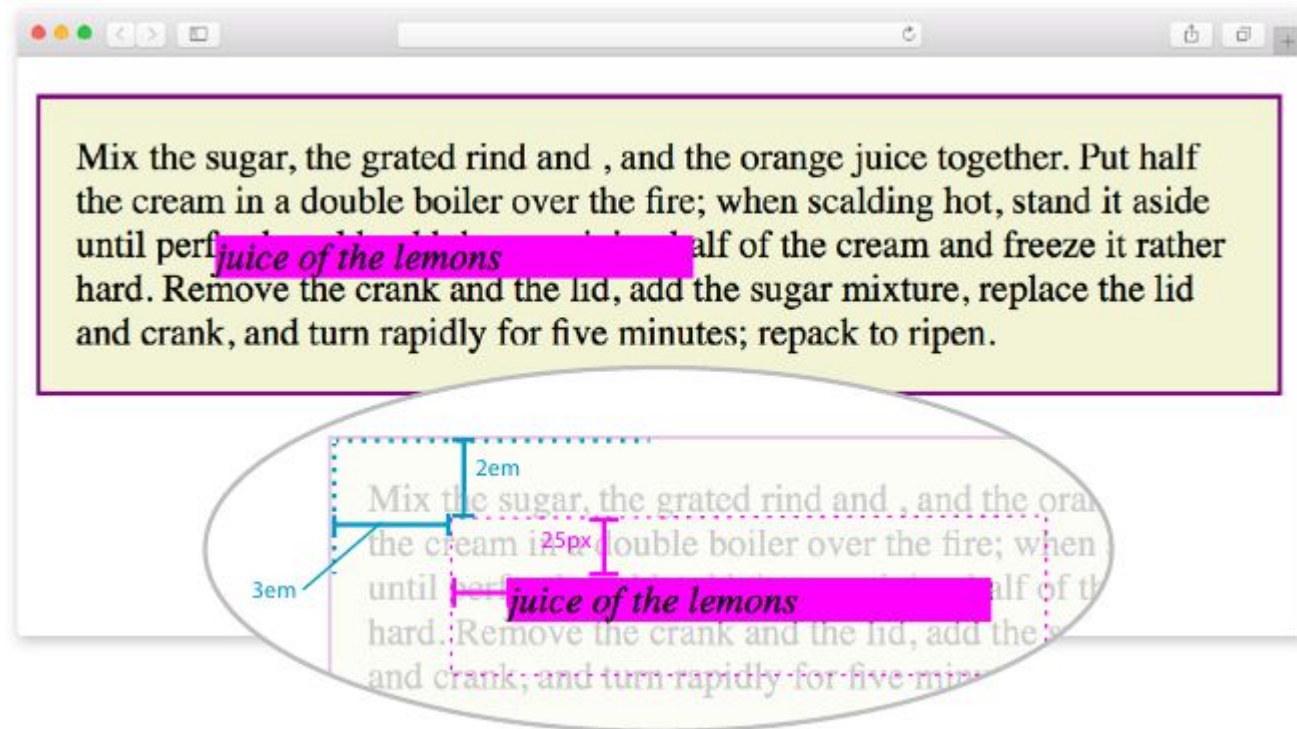 Mix the sugar, the grated rind and , and the orange juice together. Put half
the cream in a double boiler over the fire; when scalding hot, stand it aside
until perf alf of the cream and freeze it rather
juice of the lemons
hard. Remove the crank and the lid, add the sugar mixture, replace the lid
and crank, and turn rapidly for five minutes; repack to ripen.
2em
Mix the sugar, the grated rind and , and the ora
25px
the cream in a double boiler over the fire; when
3em
until perf alf of th
juice of the lemons
hard. Remove the crank and the lid, add the s
and crank, and turn rapidly for five minu